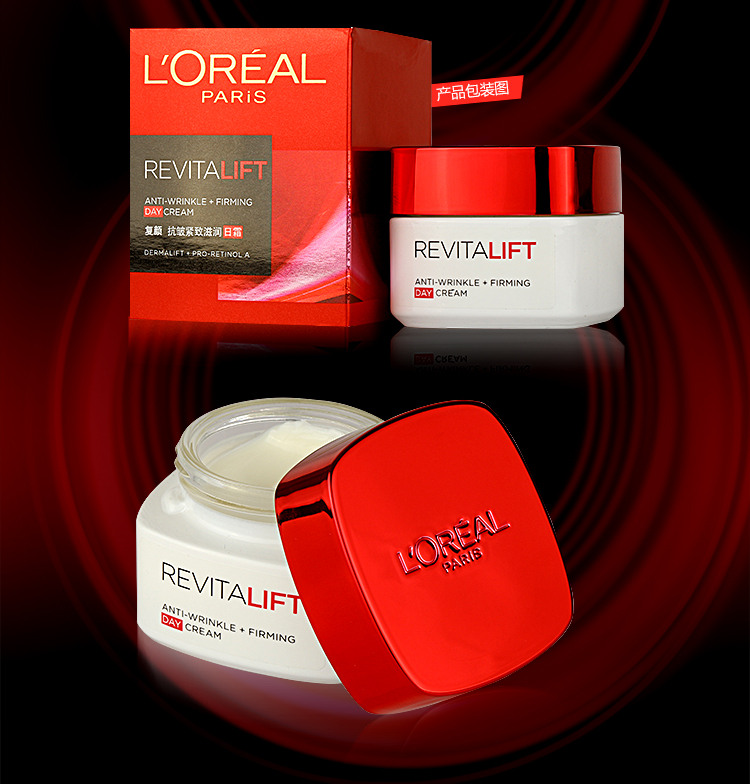 L'ORÉAL
PARiS
REVITALIFT
ANTI-WRINKLE + FIRMING
DAY CREAM
复颜 抗皱紧致滋润 日霜
DERMALIFT + PRO-RETINOL A
产品包装图
REVITALIFT
ANTI-WRINKLE + FIRMING
DAY CREAM
L'ORÉAL
PARiS
REVITALIFT
ANTI-WRINKLE + FIRMING
DAY CREAM